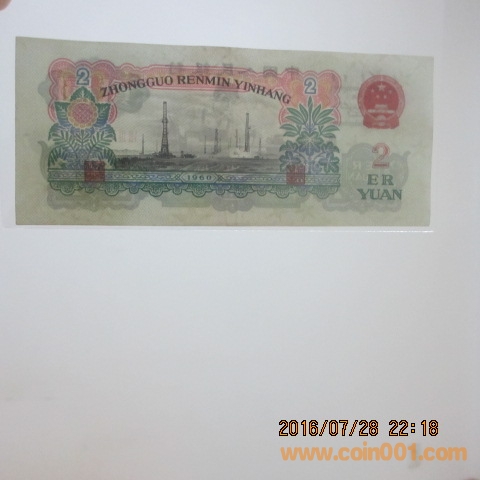 2
2
ZHONGGUO RENMIN YINHANG
2
ER
YUAN
1960
2016/07/28 22:18
www.coin001.com